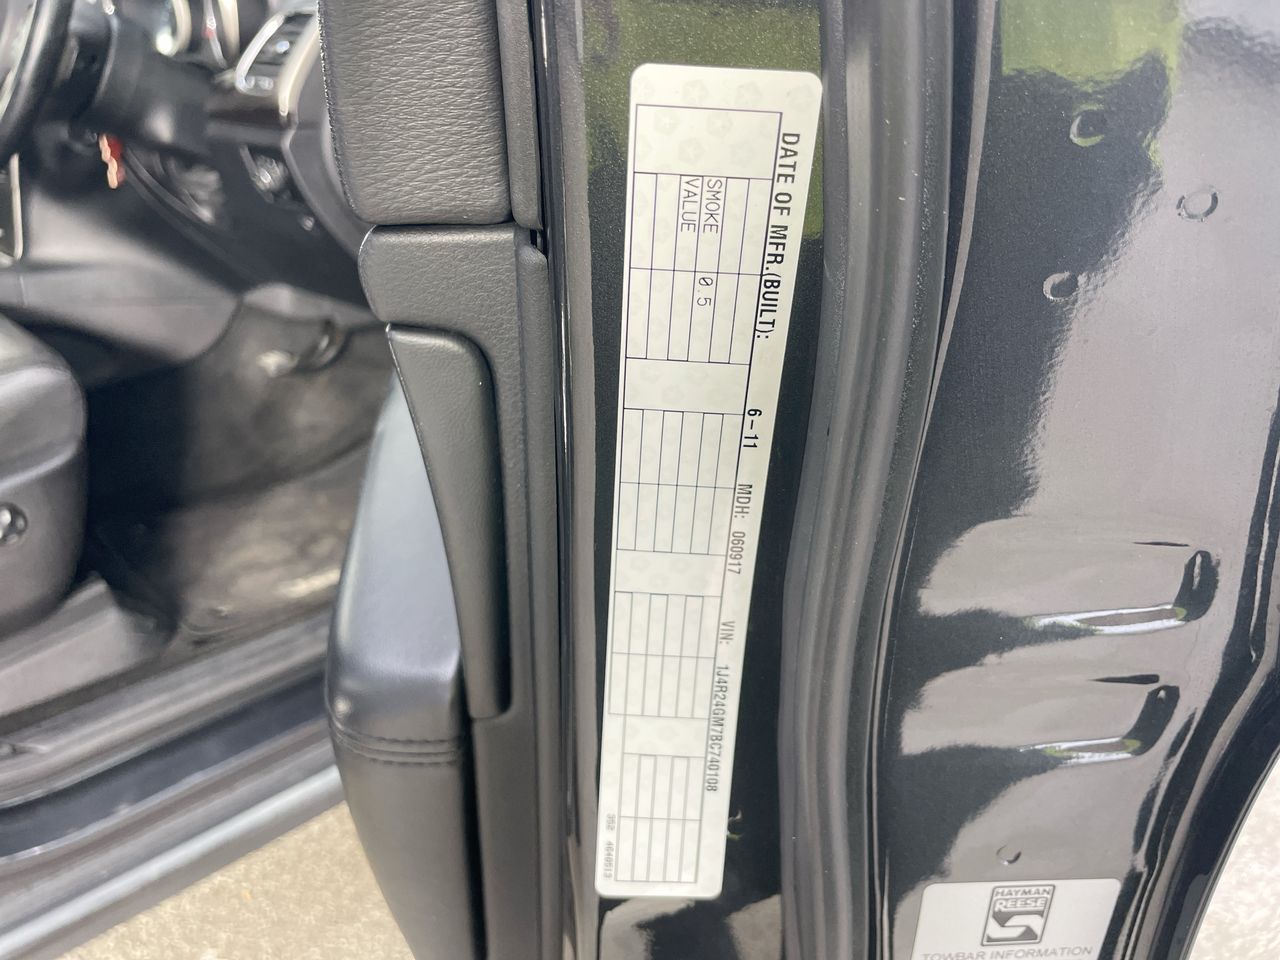 DATE OF MFR.(BUILT): 6-11 MDH: 060917 VIN: 1J4R24GM7BC740108
SMOKE 0.5
VALUE
HAYMAN
REESE
TOWBAR INFORMATION